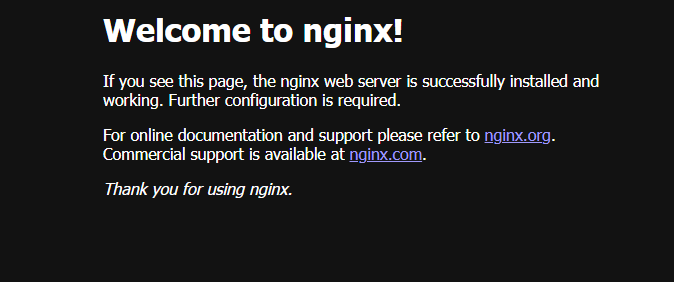 Welcome to nginx!
If you see this page, the nginx web server is successfully installed and
working. Further configuration is required.
For online documentation and support please refer to nginx.org.
Commercial support is available at nginx.com.
Thank you for using nginx.